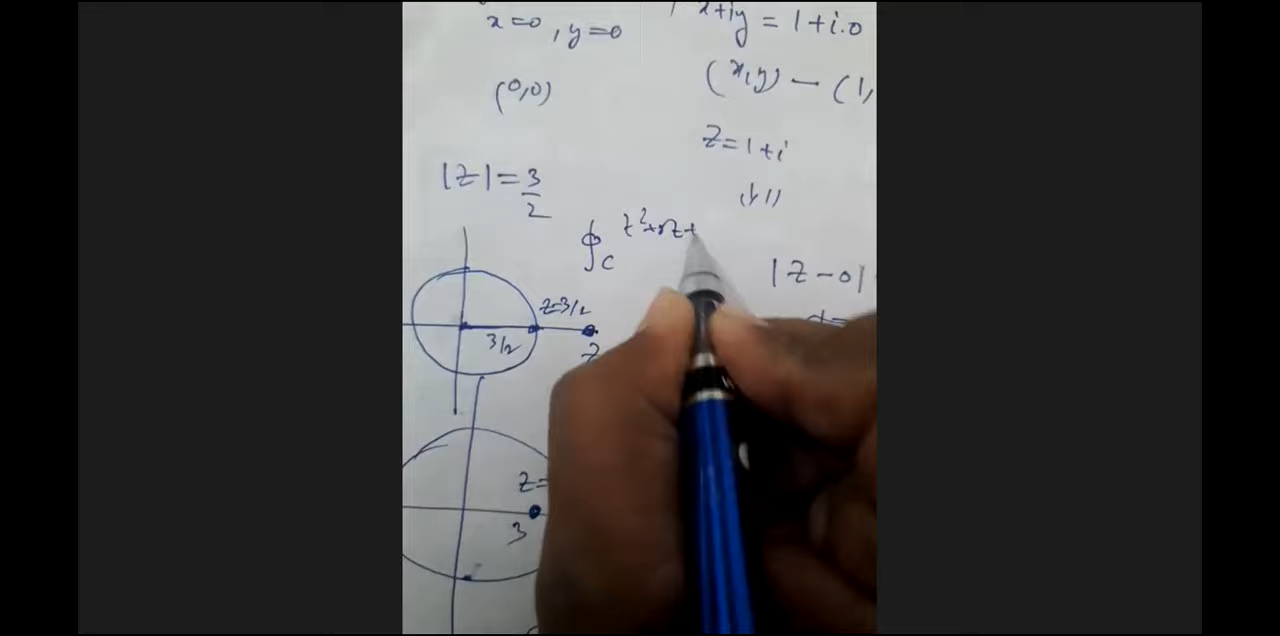 x=0, y=0
x+iy = 1+i.0
(0,0)
(x,y) – (1,
z=1+i
|z|=3/2
(1,1)
∮c z²+
|z-0|
z=3/2
3/2
z
z=
3